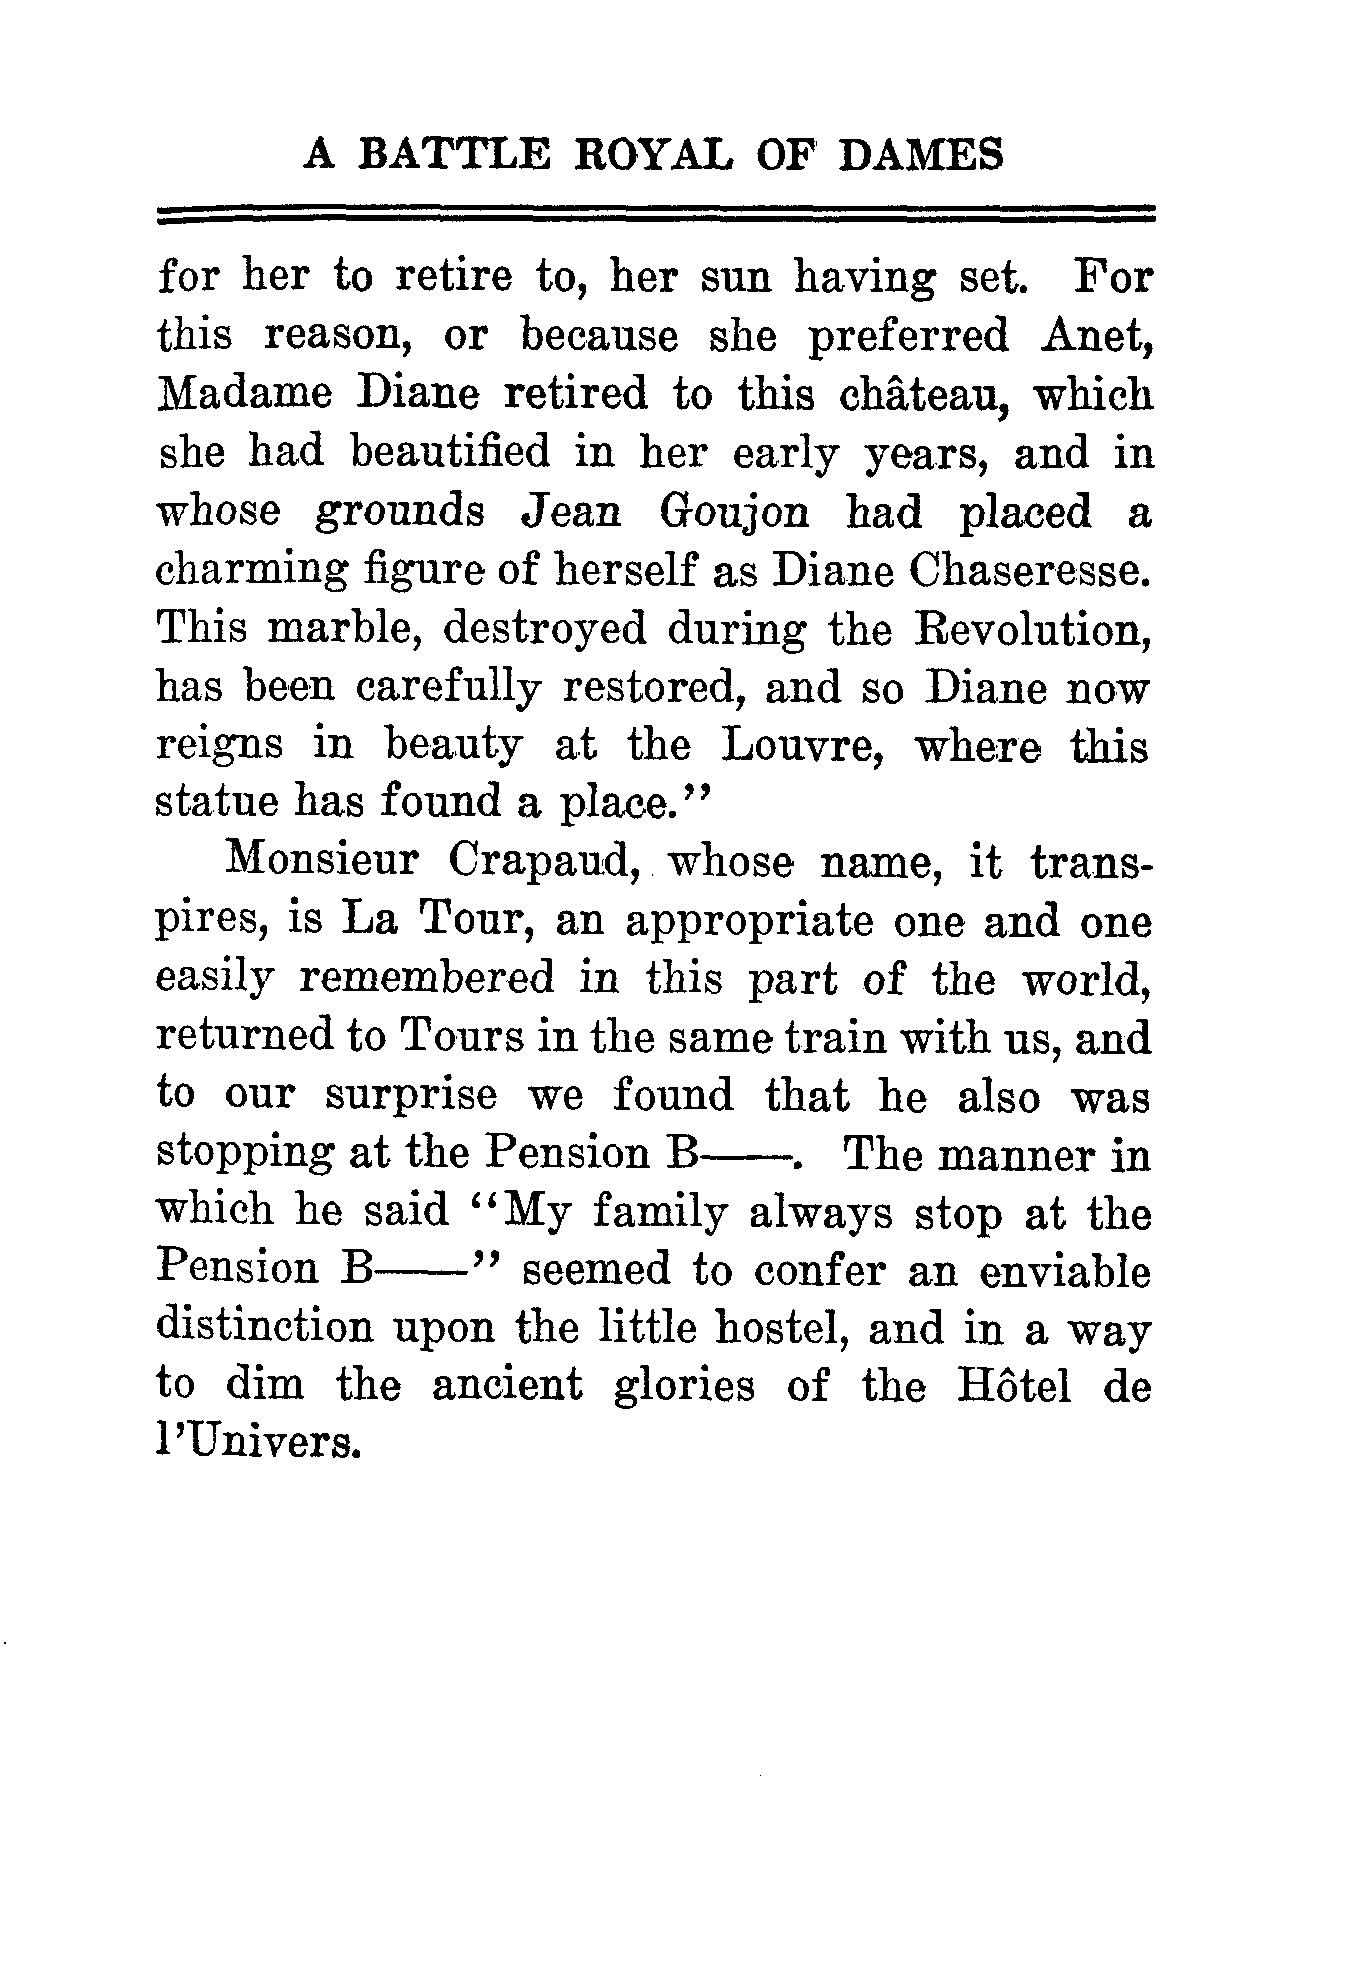 A BATTLE ROYAL OF DAMES
for her to retire to, her sun having set. For
this reason, or because she preferred Anet,
Madame Diane retired to this château, which
she had beautified in her early years, and in
whose grounds Jean Goujon had placed a
charming figure of herself as Diane Chaseresse.
This marble, destroyed during the Revolution,
has been carefully restored, and so Diane now
reigns in beauty at the Louvre, where this
statue has found a place.”
Monsieur Crapaud, whose name, it trans-
pires, is La Tour, an appropriate one and one
easily remembered in this part of the world,
returned to Tours in the same train with us, and
to our surprise we found that he also was
stopping at the Pension B——. The manner in
which he said “My family always stop at the
Pension B——” seemed to confer an enviable
distinction upon the little hostel, and in a way
to dim the ancient glories of the Hôtel de
l’Univers.